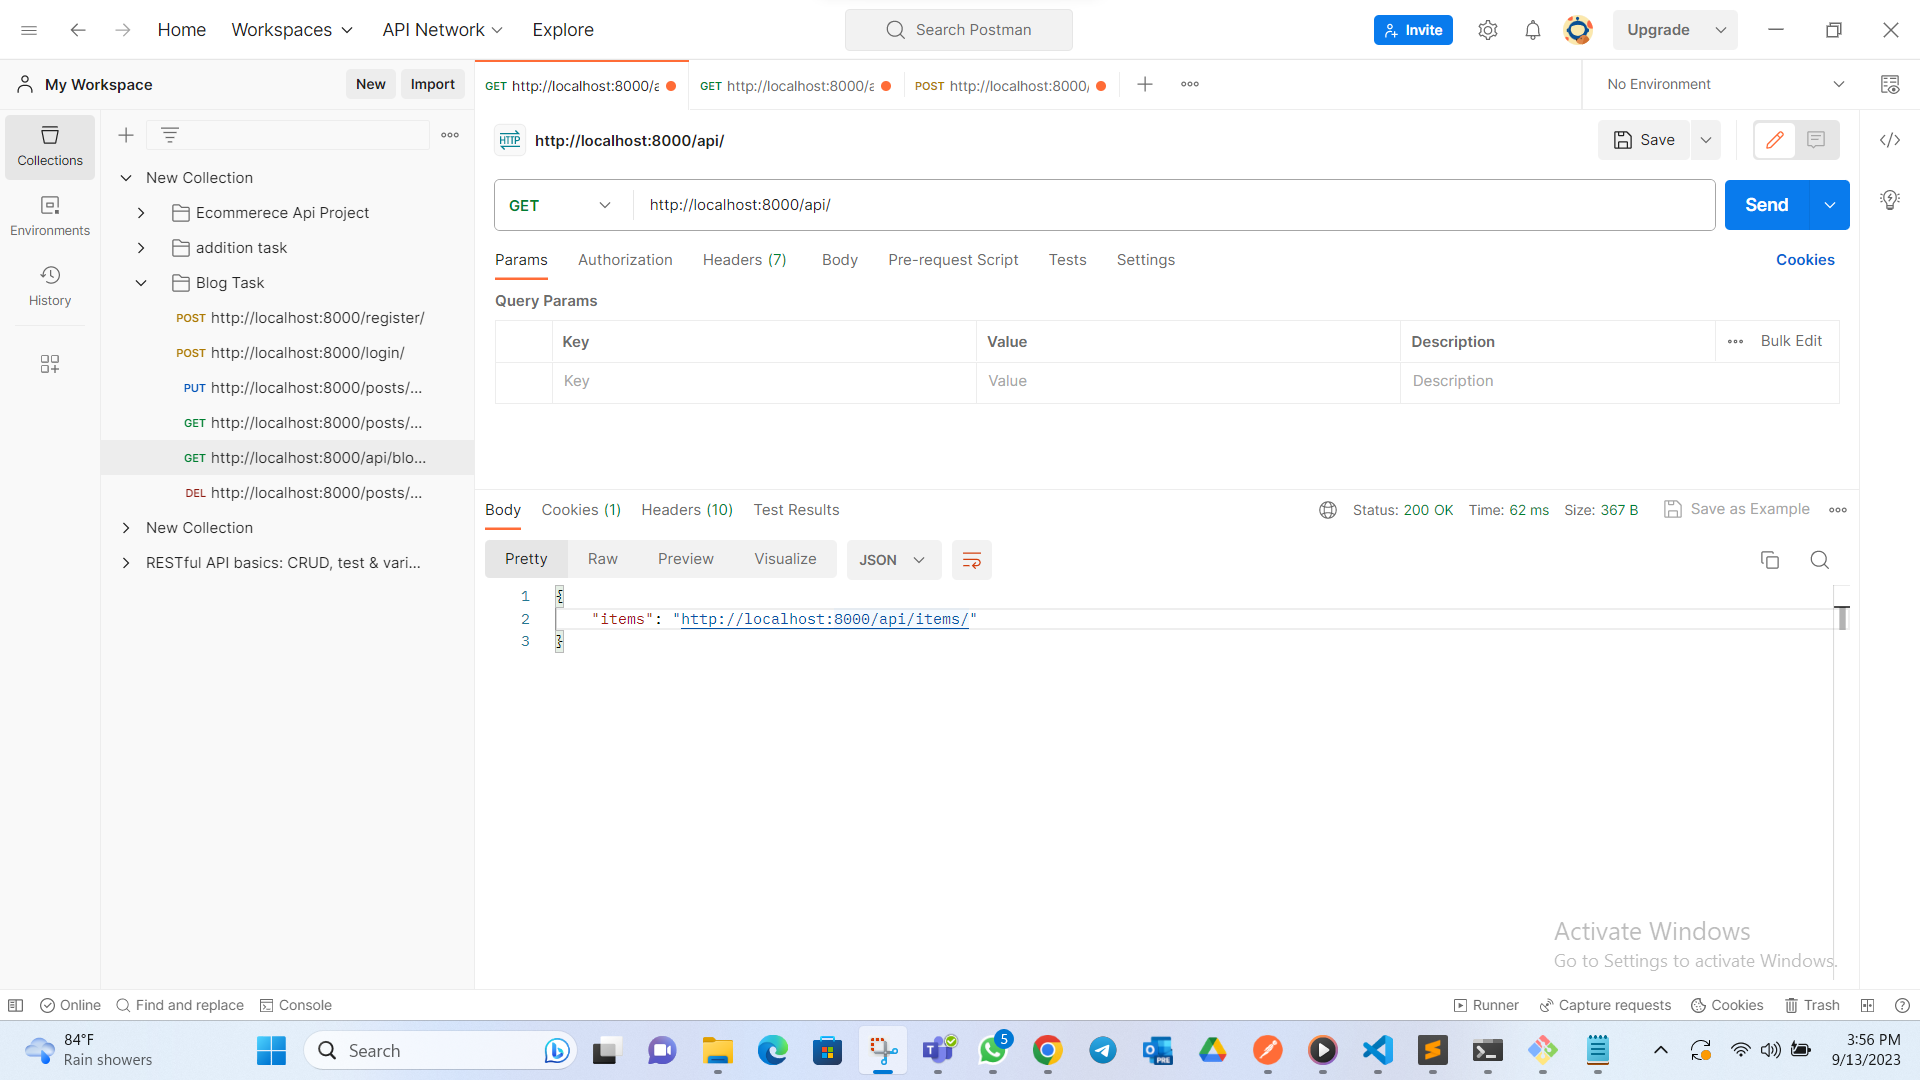 Home
Workspaces
API Network
Explore
Search Postman
Invite
Upgrade
My Workspace
New
Import
GET http://localhost:8000/a
GET http://localhost:8000/a
POST http://localhost:8000/
No Environment
Collections
Environments
History
New Collection
Ecommerece Api Project
addition task
Blog Task
POST http://localhost:8000/register/
POST http://localhost:8000/login/
PUT http://localhost:8000/posts/...
GET http://localhost:8000/posts/...
GET http://localhost:8000/api/blo...
DEL http://localhost:8000/posts/...
New Collection
RESTful API basics: CRUD, test & vari...
HTTP http://localhost:8000/api/
Save
GET
http://localhost:8000/api/
Send
Params
Authorization
Headers (7)
Body
Pre-request Script
Tests
Settings
Cookies
Query Params
Key
Value
Description
Bulk Edit
Key
Value
Description
Body
Cookies (1)
Headers (10)
Test Results
Status: 200 OK
Time: 62 ms
Size: 367 B
Save as Example
Pretty
Raw
Preview
Visualize
JSON
1 {
2 "items": "http://localhost:8000/api/items/"
3 }
Activate Windows
Go to Settings to activate Windows.
Online
Find and replace
Console
Runner
Capture requests
Cookies
Trash
84°F
Rain showers
Search
5
PRE
3:56 PM
9/13/2023